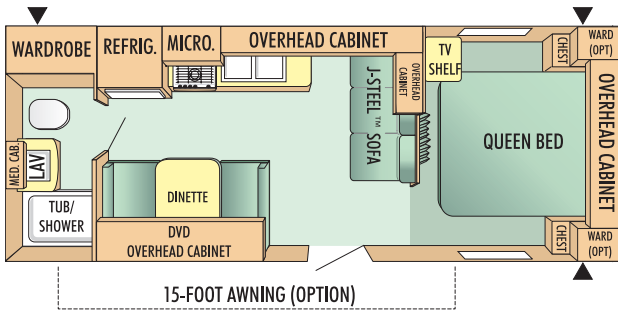 WARDROBE
REFRIG.
MICRO.
OVERHEAD CABINET
TV
SHELF
CHEST
WARD
(OPT)
OVERHEAD
CABINET
J-STEEL™ SOFA
QUEEN BED
OVERHEAD CABINET
MED. CAB.
LAV
TUB/
SHOWER
DINETTE
DVD
OVERHEAD CABINET
CHEST
WARD
(OPT)
15-FOOT AWNING (OPTION)